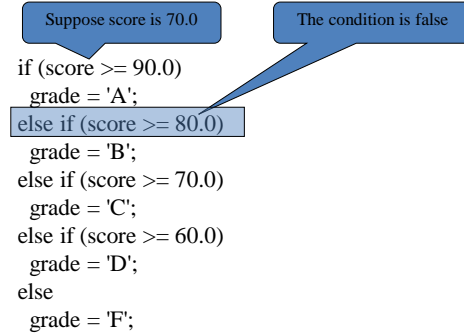 Suppose score is 70.0
The condition is false
if (score >= 90.0)
grade = 'A';
else if (score >= 80.0)
grade = 'B';
else if (score >= 70.0)
grade = 'C';
else if (score >= 60.0)
grade = 'D';
else
grade = 'F';